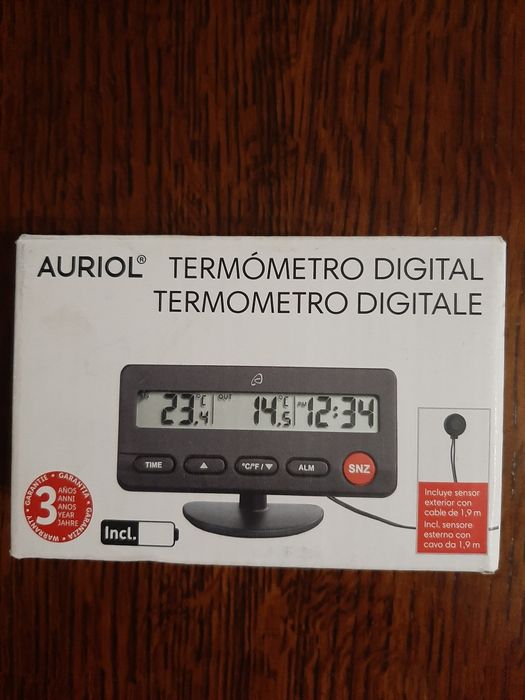 AURIOL® TERMÓMETRO DIGITAL
TERMOMETRO DIGITALE
23.4 °C OUT 14.5 °C PM 12:34
TIME ▲ °C/°F/▼ ALM SNZ
GARANTIE • GARANTÍA • GARANZIA • WARRANTY
3
AÑOS
ANNI
ANOS
YEAR
JAHRE
Incl.
Incluye sensor
exterior con
cable de 1,9 m
Incl. sensore
esterno con
cavo da 1,9 m